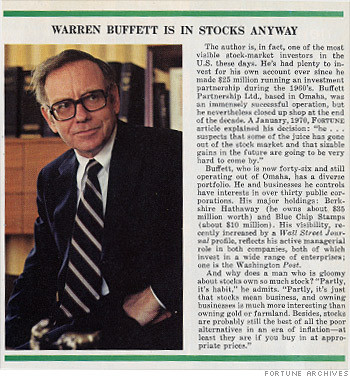 WARREN BUFFETT IS IN STOCKS ANYWAY
The author is, in fact, one of the most
visible stock-market investors in the
U.S. these days. He's had plenty to in-
vest for his own account ever since he
made $25 million running an investment
partnership during the 1960's. Buffett
Partnership Ltd., based in Omaha, was
an immensely successful operation, but
he nevertheless closed up shop at the
end of the decade. A January, 1970, FORTUNE
article explained his decision: "he . . .
suspects that some of the juice has gone
out of the stock market and that sizable
gains in the future are going to be very
hard to come by."
Buffett, who is now forty-six and still
operating out of Omaha, has a diverse
portfolio. He and businesses he controls
have interests in over thirty public cor-
porations. His major holdings: Berk-
shire Hathaway (he owns about $35
million worth) and Blue Chip Stamps
(about $10 million). His visibility, re-
cently increased by a Wall Street Jour-
nal profile, reflects his active managerial
role in both companies, both of which
invest in a wide range of enterprises;
one is the Washington Post.
And why does a man who is gloomy
about stocks own so much stock? "Partly,
it's habit," he admits. "Partly, it's just
that stocks mean business, and owning
businesses is much more interesting than
owning gold or farmland. Besides, stocks
are probably still the best of all the poor
alternatives in an era of inflation—at
least they are if you buy in at appro-
priate prices."
FORTUNE ARCHIVES